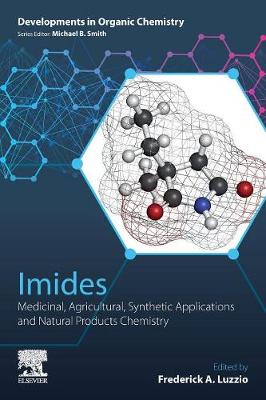 Developments in Organic Chemistry
Series Editor: Michael B. Smith
Imides
Medicinal, Agricultural, Synthetic Applications
and Natural Products Chemistry
Edited by
Frederick A. Luzzio
ELSEVIER